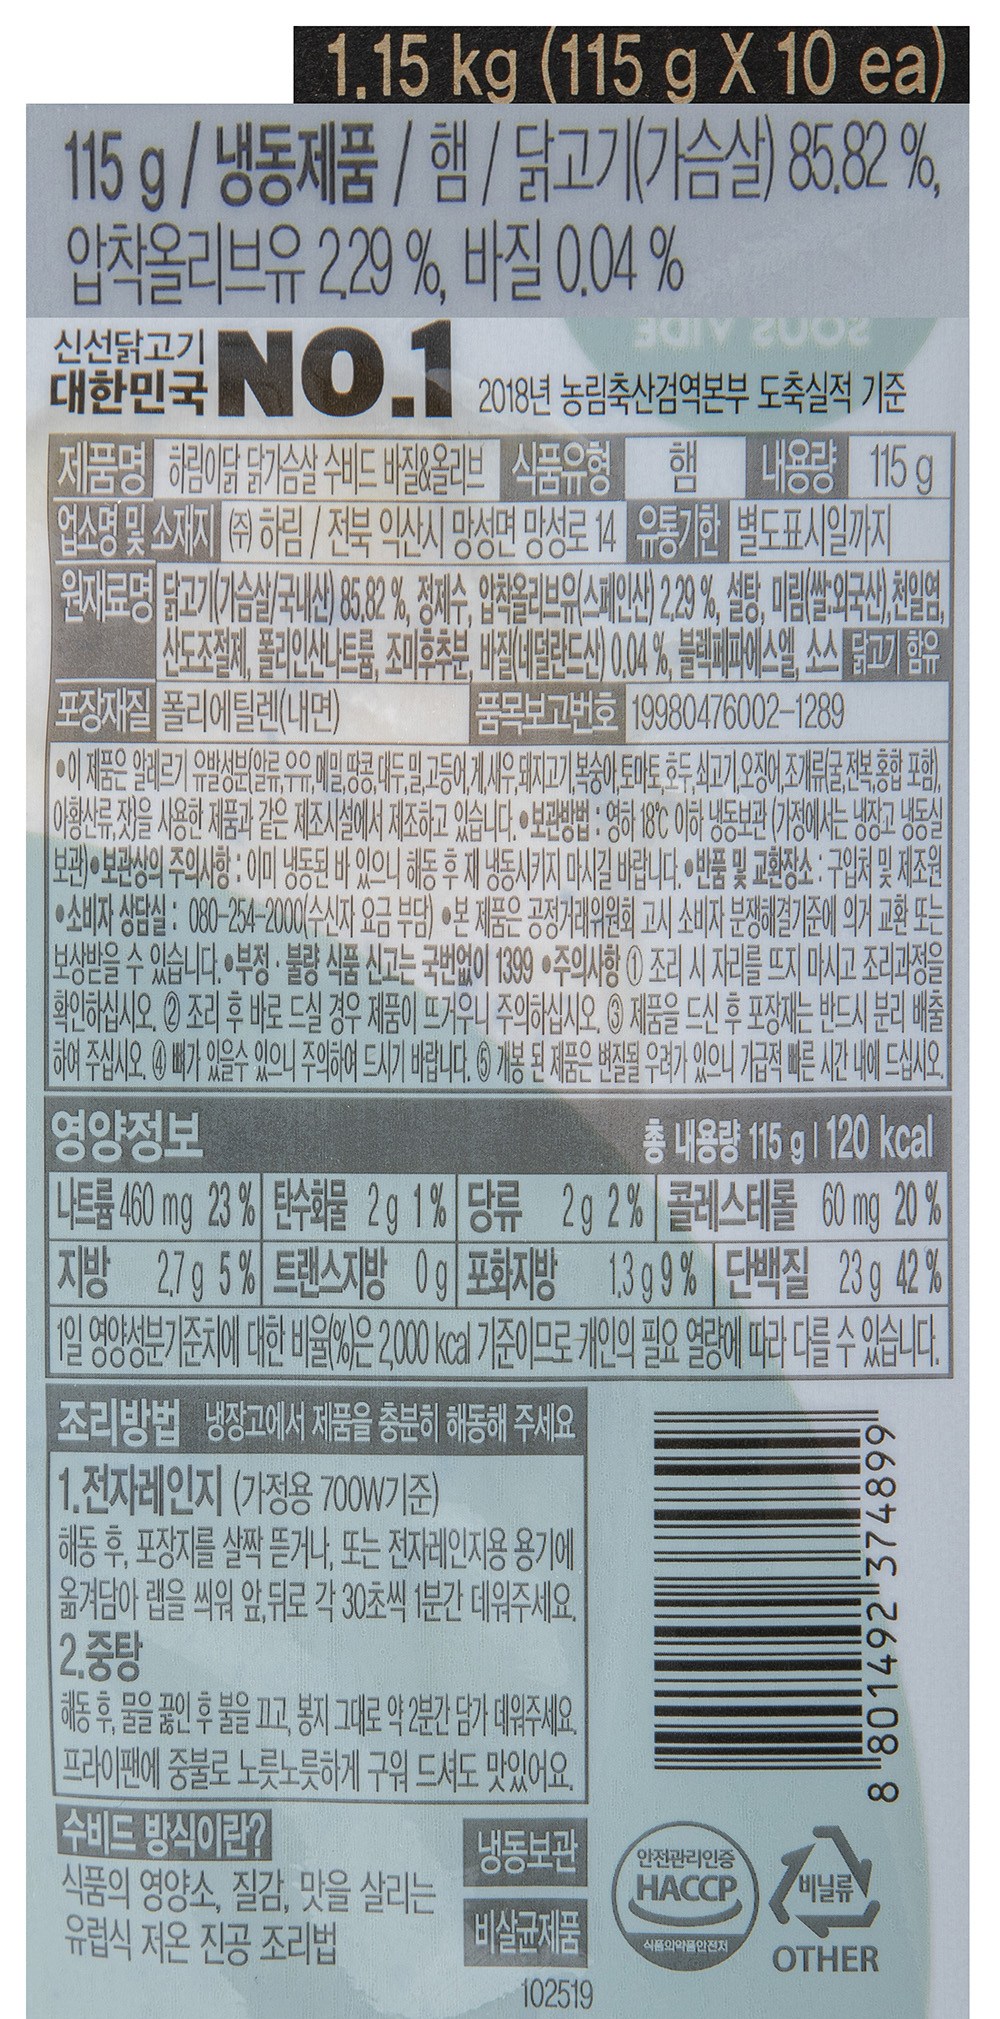 1.15 kg (115 g X 10 ea)
115 g / 냉동제품 / 햄 / 닭고기(가슴살) 85.82 %,
압착올리브유 2.29 %, 바질 0.04 %
SOUS VIDE
신선닭고기
대한민국 NO.1 2018년 농림축산검역본부 도축실적 기준
제품명 하림이닭 닭가슴살 수비드 바질&올리브 식품유형 햄 내용량 115 g
업소명 및 소재지 ㈜ 하림 / 전북 익산시 망성면 망성로 14 유통기한 별도표시일까지
원재료명 닭고기(가슴살/국내산) 85.82 %, 정제수, 압착올리브유(스페인산) 2.29 %, 설탕, 미림(쌀:외국산), 천일염,
산도조절제, 폴리인산나트륨, 조미후추분, 바질(네덜란드산) 0.04 %, 블랙페파에스엘, 소스 닭고기 함유
포장재질 폴리에틸렌(내면) 품목보고번호 19980476002-1289
•이 제품은 알레르기 유발성분(알류,우유,메밀,땅콩,대두,밀,고등어,게,새우,돼지고기,복숭아,토마토,호두,쇠고기,오징어,조개류(굴,전복,홍합 포함),
아황산류,잣)을 사용한 제품과 같은 제조시설에서 제조하고 있습니다. •보관방법 : 영하 18℃ 이하 냉동보관 (가정에서는 냉장고 냉동실
보관) •보관상의 주의사항 : 이미 냉동된 바 있으니 해동 후 재 냉동시키지 마시길 바랍니다. •반품 및 교환장소 : 구입처 및 제조원
•소비자 상담실 : 080-254-2000(수신자 요금 부담) •본 제품은 공정거래위원회 고시 소비자 분쟁해결기준에 의거 교환 또는
보상받을 수 있습니다. •부정·불량 식품 신고는 국번없이 1399 •주의사항 ① 조리 시 자리를 뜨지 마시고 조리과정을
확인하십시오. ② 조리 후 바로 드실 경우 제품이 뜨거우니 주의하십시오. ③ 제품을 드신 후 포장재는 반드시 분리 배출
하여 주십시오. ④ 뼈가 있을수 있으니 주의하여 드시기 바랍니다. ⑤ 개봉 된 제품은 변질될 우려가 있으니 가급적 빠른 시간 내에 드십시오.
영양정보 총 내용량 115 g | 120 kcal
나트륨 460 mg 23 % 탄수화물 2 g 1 % 당류 2 g 2 % 콜레스테롤 60 mg 20 %
지방 2.7 g 5 % 트랜스지방 0 g 포화지방 1.3 g 9 % 단백질 23 g 42 %
1일 영양성분기준치에 대한 비율(%)은 2,000 kcal 기준이므로 개인의 필요 열량에 따라 다를 수 있습니다.
조리방법 냉장고에서 제품을 충분히 해동해 주세요
1.전자레인지 (가정용 700W기준)
해동 후, 포장지를 살짝 뜯거나, 또는 전자레인지용 용기에
옮겨담아 랩을 씌워 앞,뒤로 각 30초씩 1분간 데워주세요.
2.중탕
해동 후, 물을 끓인 후 불을 끄고, 봉지 그대로 약 2분간 담가 데워주세요.
프라이팬에 중불로 노릇노릇하게 구워 드셔도 맛있어요.
8 801492 374899
수비드 방식이란?
식품의 영양소, 질감, 맛을 살리는
유럽식 저온 진공 조리법
냉동보관
비살균제품
102519
안전관리인증
HACCP
식품의약품안전처
비닐류
OTHER